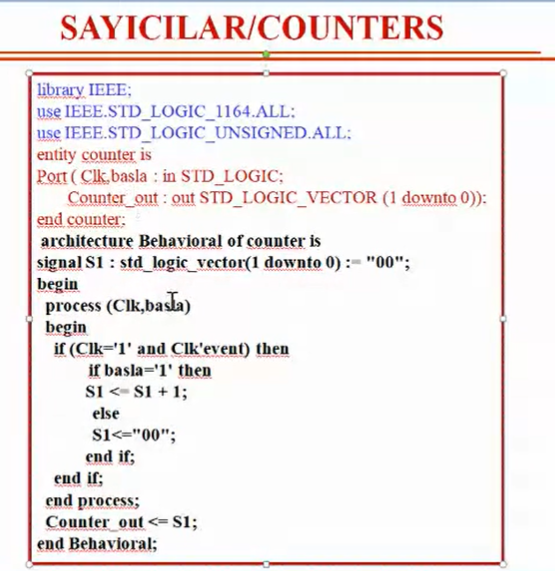 SAYICILAR/COUNTERS
library IEEE;
use IEEE.STD_LOGIC_1164.ALL;
use IEEE.STD_LOGIC_UNSIGNED.ALL;
entity counter is
Port ( Clk,basla : in STD_LOGIC;
Counter_out : out STD_LOGIC_VECTOR (1 downto 0));
end counter;
architecture Behavioral of counter is
signal S1 : std_logic_vector(1 downto 0) := "00";
begin
process (Clk,basla)
begin
if (Clk='1' and Clk'event) then
if basla='1' then
S1 <= S1 + 1;
else
S1<="00";
end if;
end if;
end process;
Counter_out <= S1;
end Behavioral;